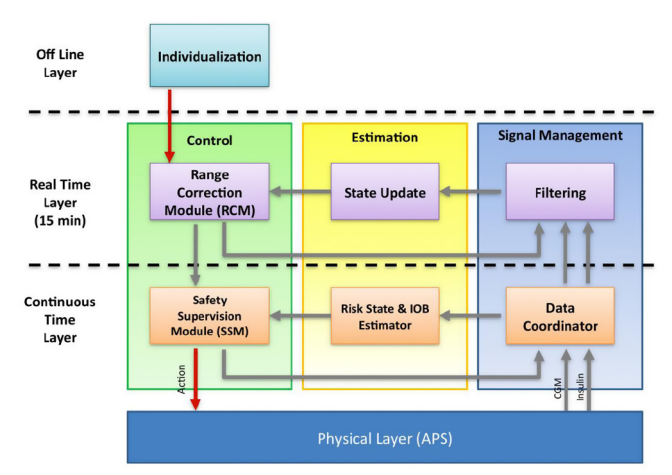 Off Line
Layer
Individualization
Control
Estimation
Signal Management
Real Time
Layer
(15 min)
Range
Correction
Module (RCM)
State Update
Filtering
Continuous
Time
Layer
Safety
Supervision
Module (SSM)
Risk State & IOB
Estimator
Data
Coordinator
Action
CGM
Insulin
Physical Layer (APS)